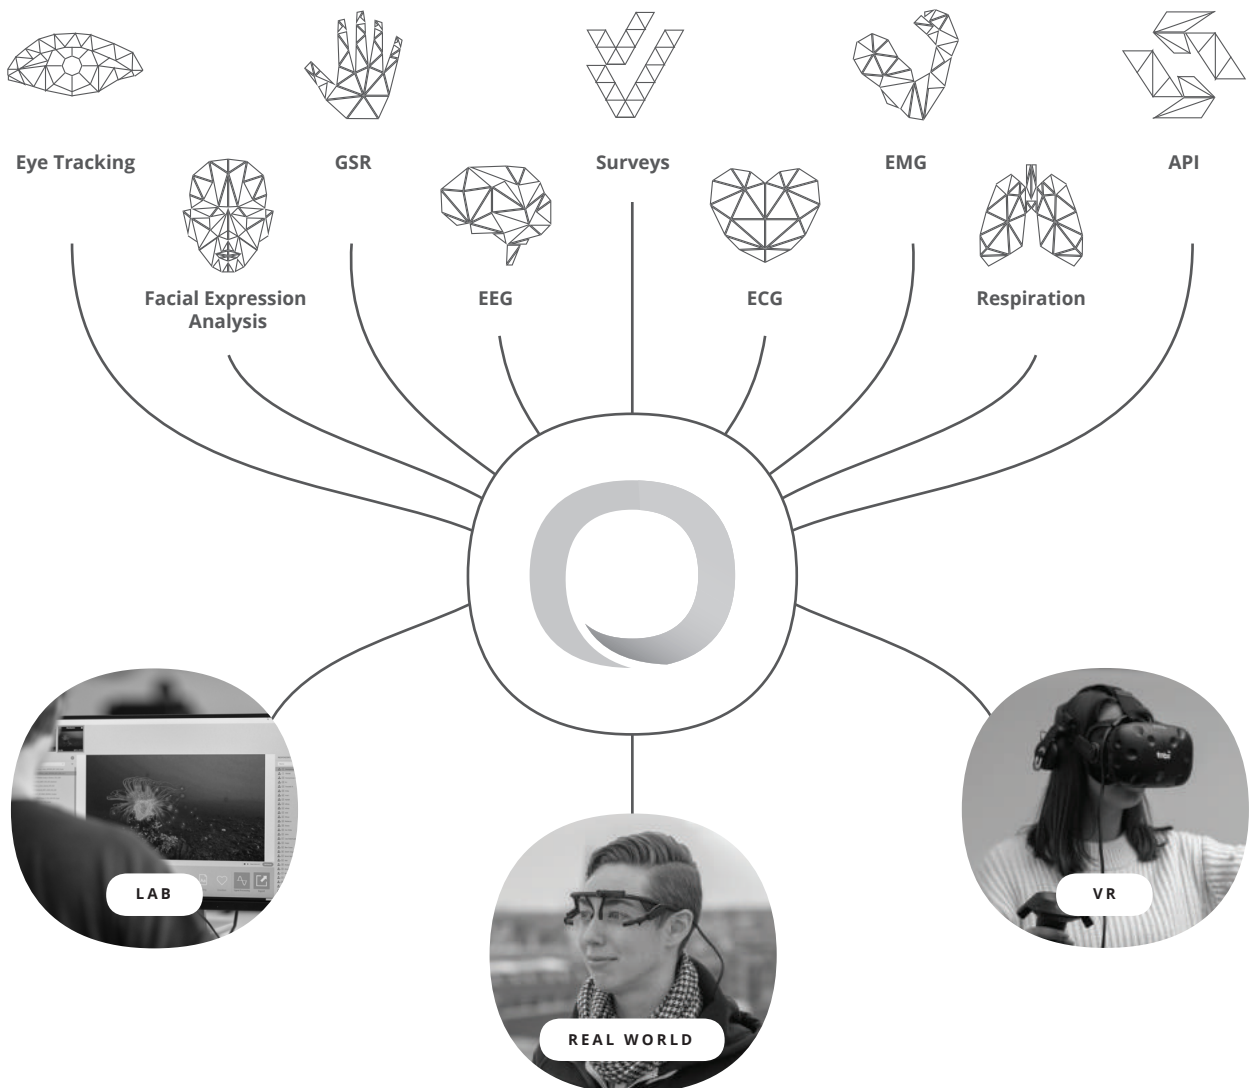 Eye Tracking
GSR
Surveys
EMG
API
Facial Expression
Analysis
EEG
ECG
Respiration
LAB
REAL WORLD
VR